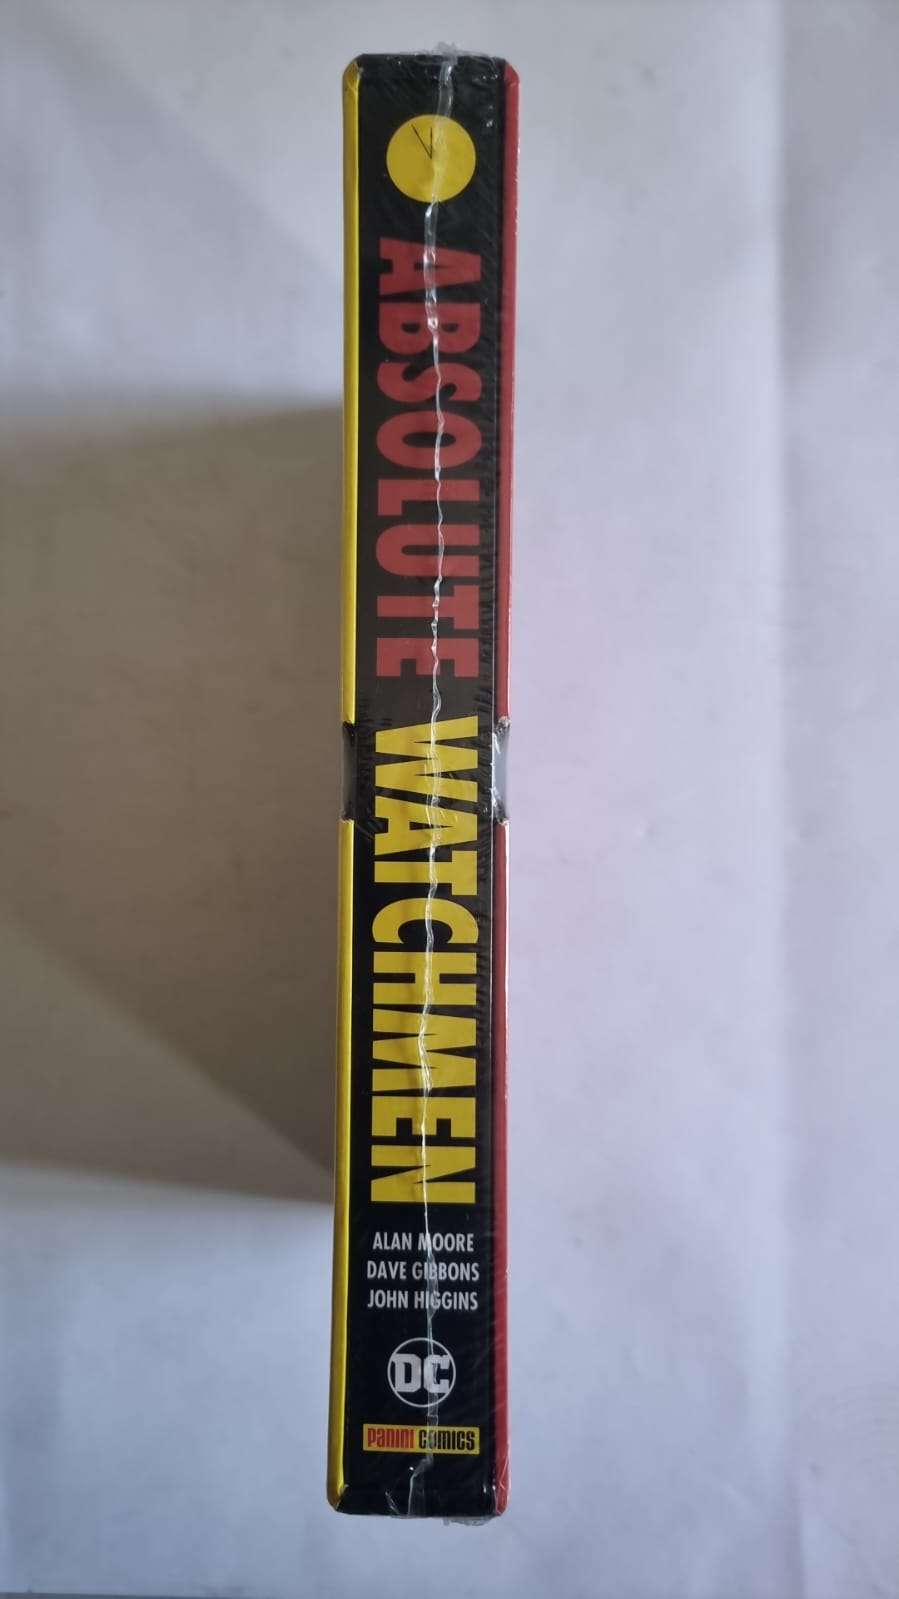 ABSOLUTE WATCHMEN
ALAN MOORE
DAVE GIBBONS
JOHN HIGGINS
DC
PANINI COMICS